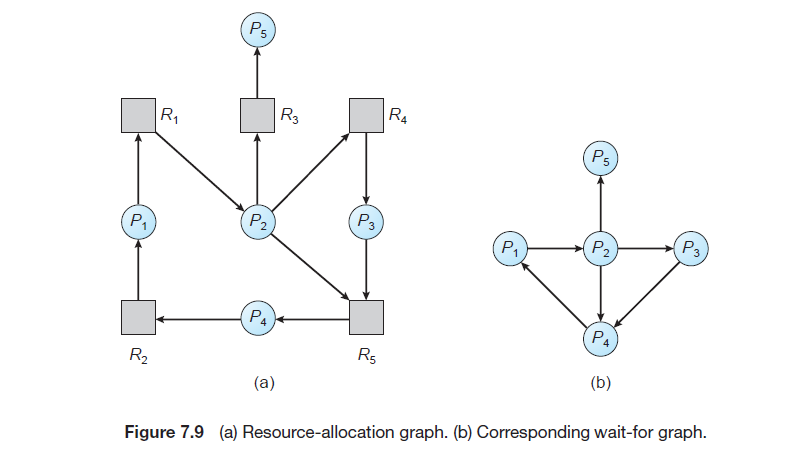 P5
R1
R3
R4
P1
P2
P3
P4
R2
R5
(a)
P5
P1
P2
P3
P4
(b)
Figure 7.9 (a) Resource-allocation graph. (b) Corresponding wait-for graph.